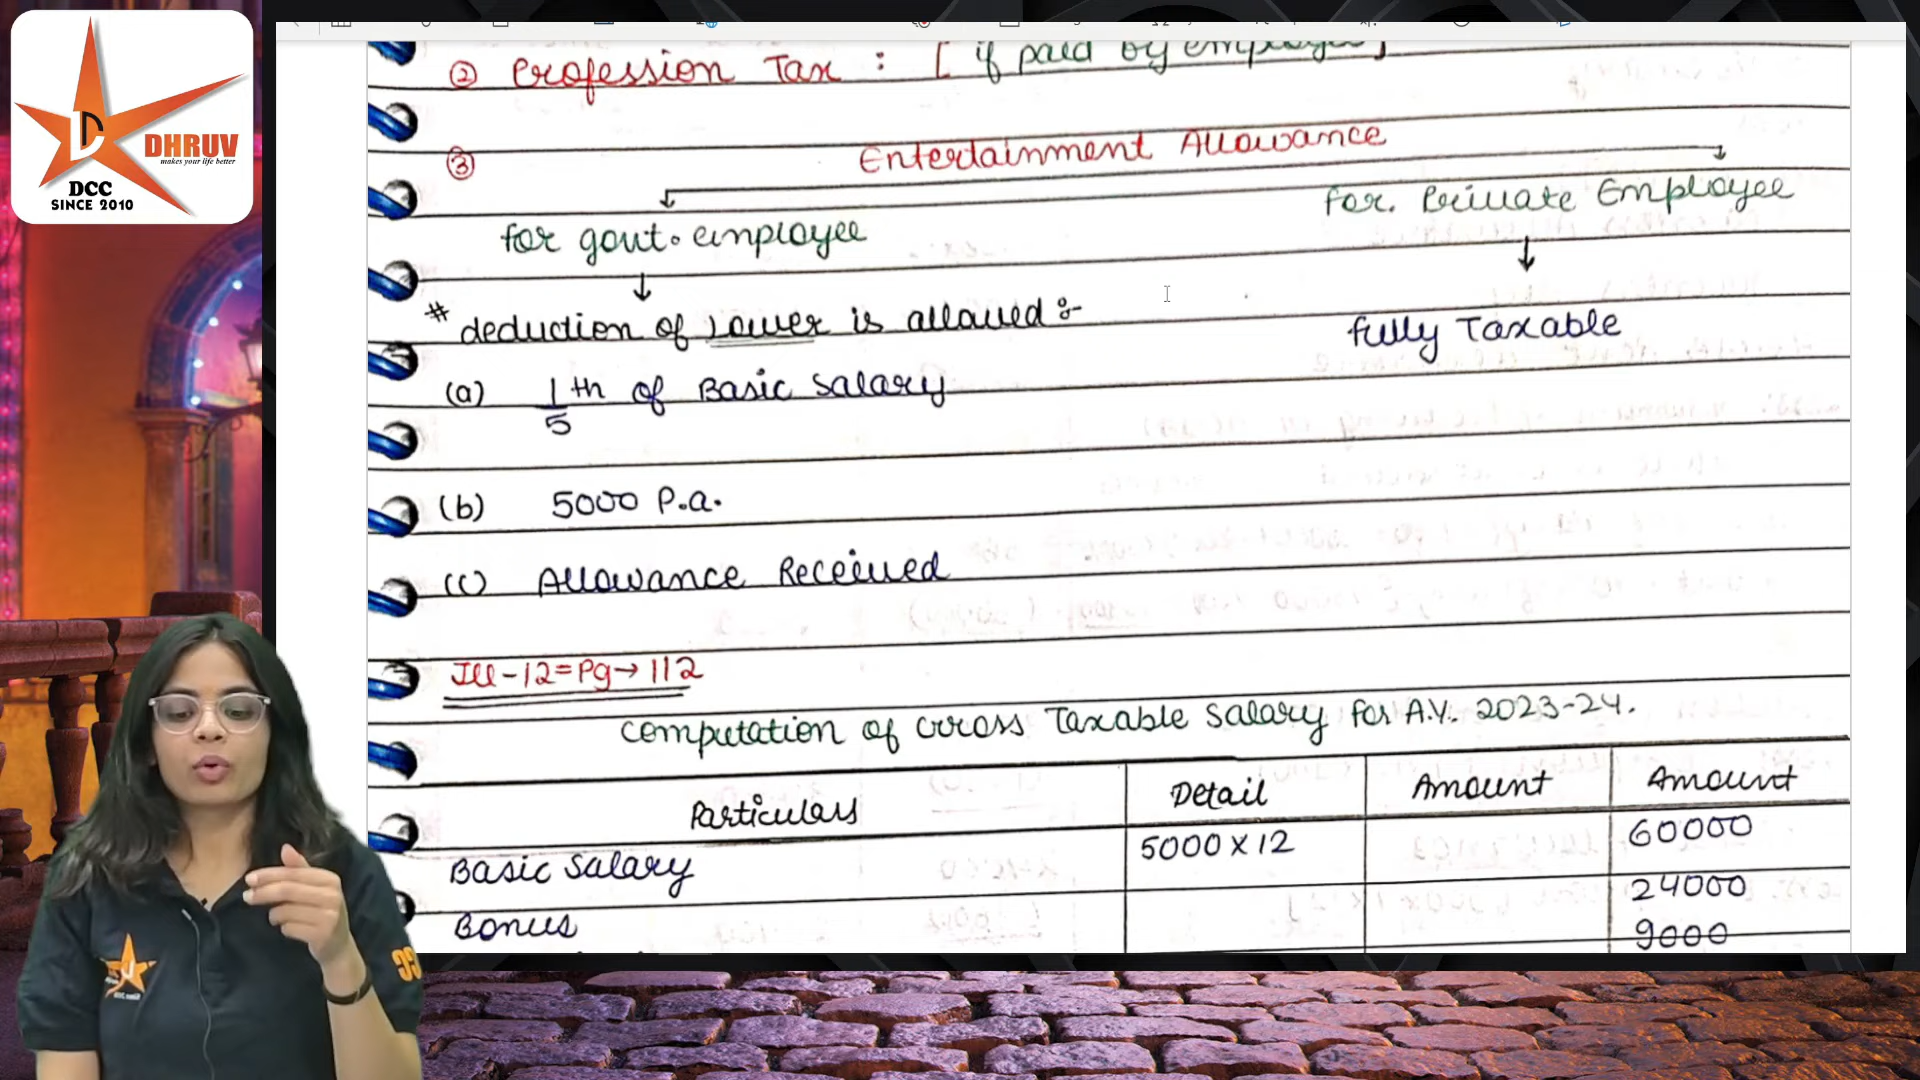 DHRUV
makes your life better
DCC
SINCE 2010
② Profession Tax : [ if paid by employee ]
③ Entertainment Allowance
for govt. employee
for. Private Employee
# deduction of Lower is allowed :-
fully Taxable
(a) 1/5 th of Basic Salary
(b) 5000 P.a.
(c) Allowance Received
Ill-12=Pg→112
Computation of Gross Taxable Salary for A.Y. 2023-24.
Particulars Detail Amount Amount
Basic Salary 5000 x 12 60000
Bonus 24000
9000